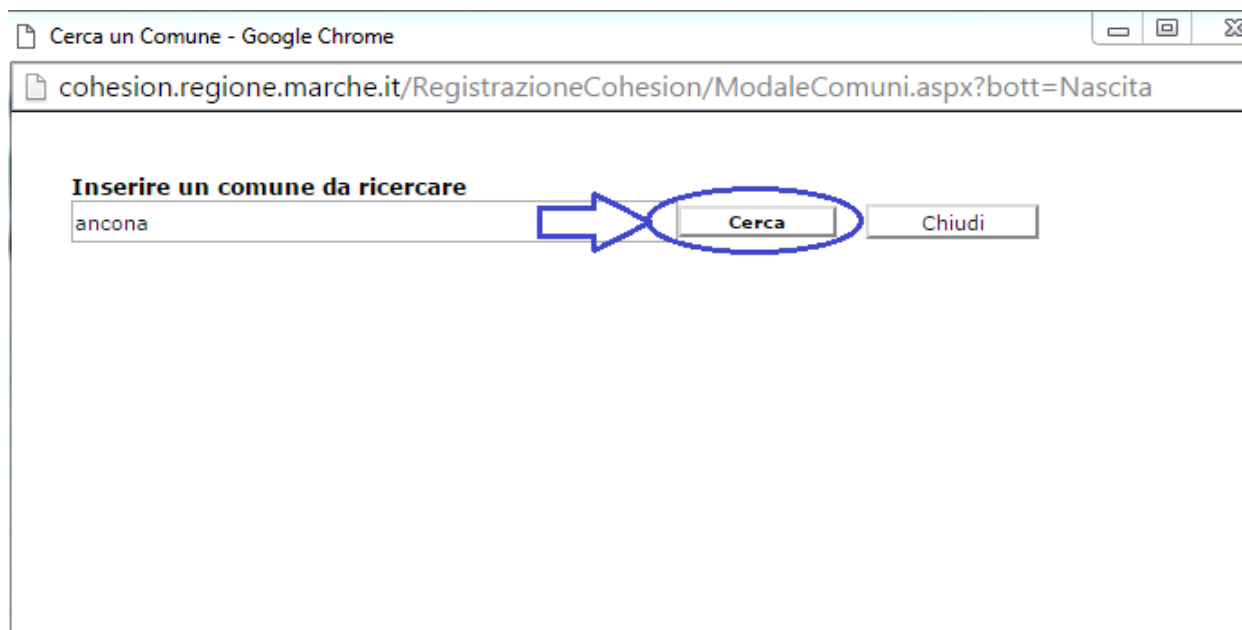 Cerca un Comune - Google Chrome
cohesion.regione.marche.it/RegistrazioneCohesion/ModaleComuni.aspx?bott=Nascita
Inserire un comune da ricercare
ancona Cerca Chiudi